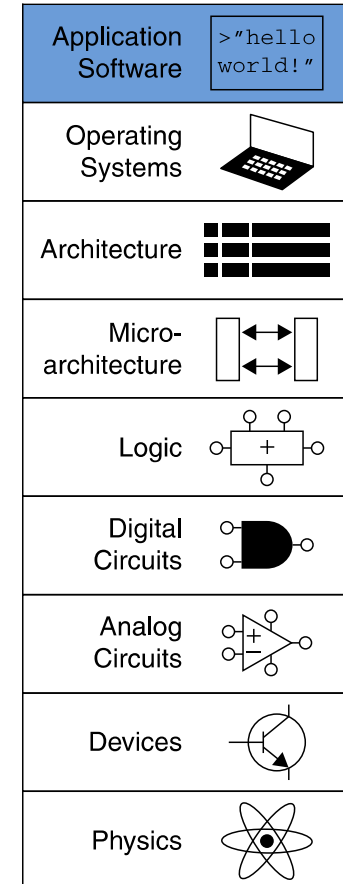 Application
Software
>"hello
world!"
Operating
Systems
Architecture
Micro-
architecture
Logic
+
Digital
Circuits
Analog
Circuits
+
−
Devices
Physics